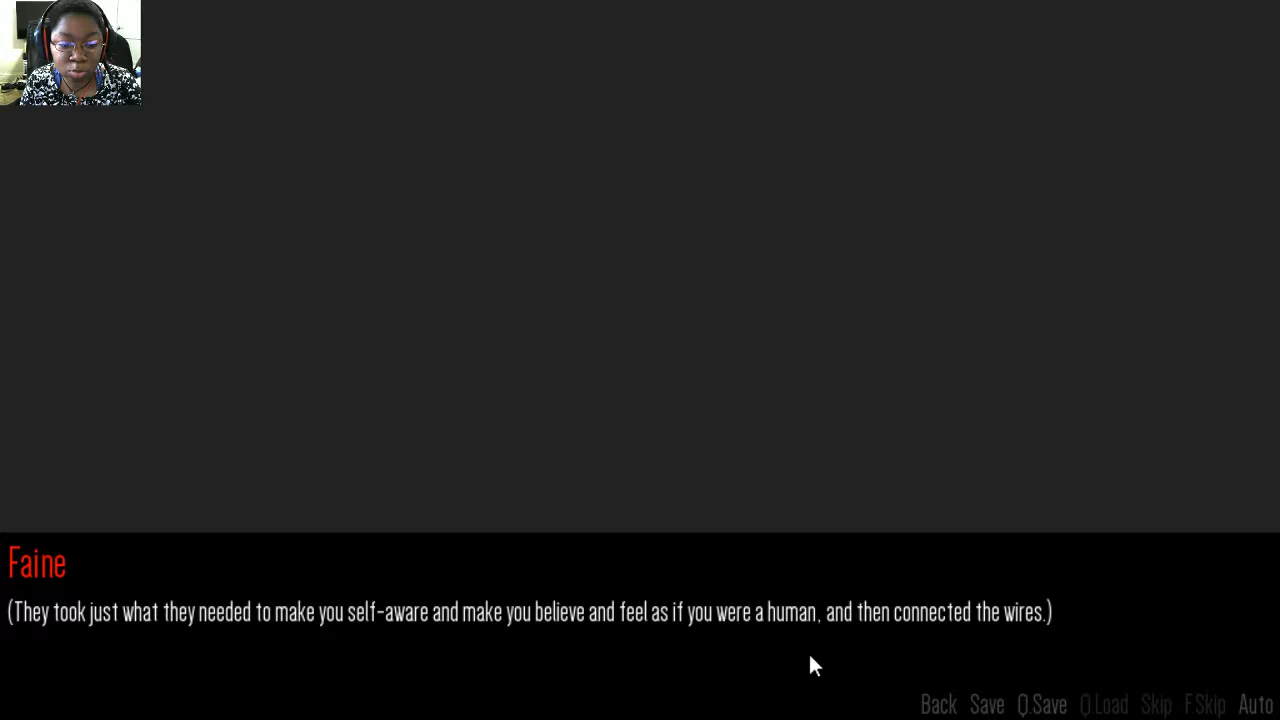 Faine
(They took just what they needed to make you self-aware and make you believe and feel as if you were a human, and then connected the wires.)
Back Save Q.Save Q.Load Skip F.Skip Auto